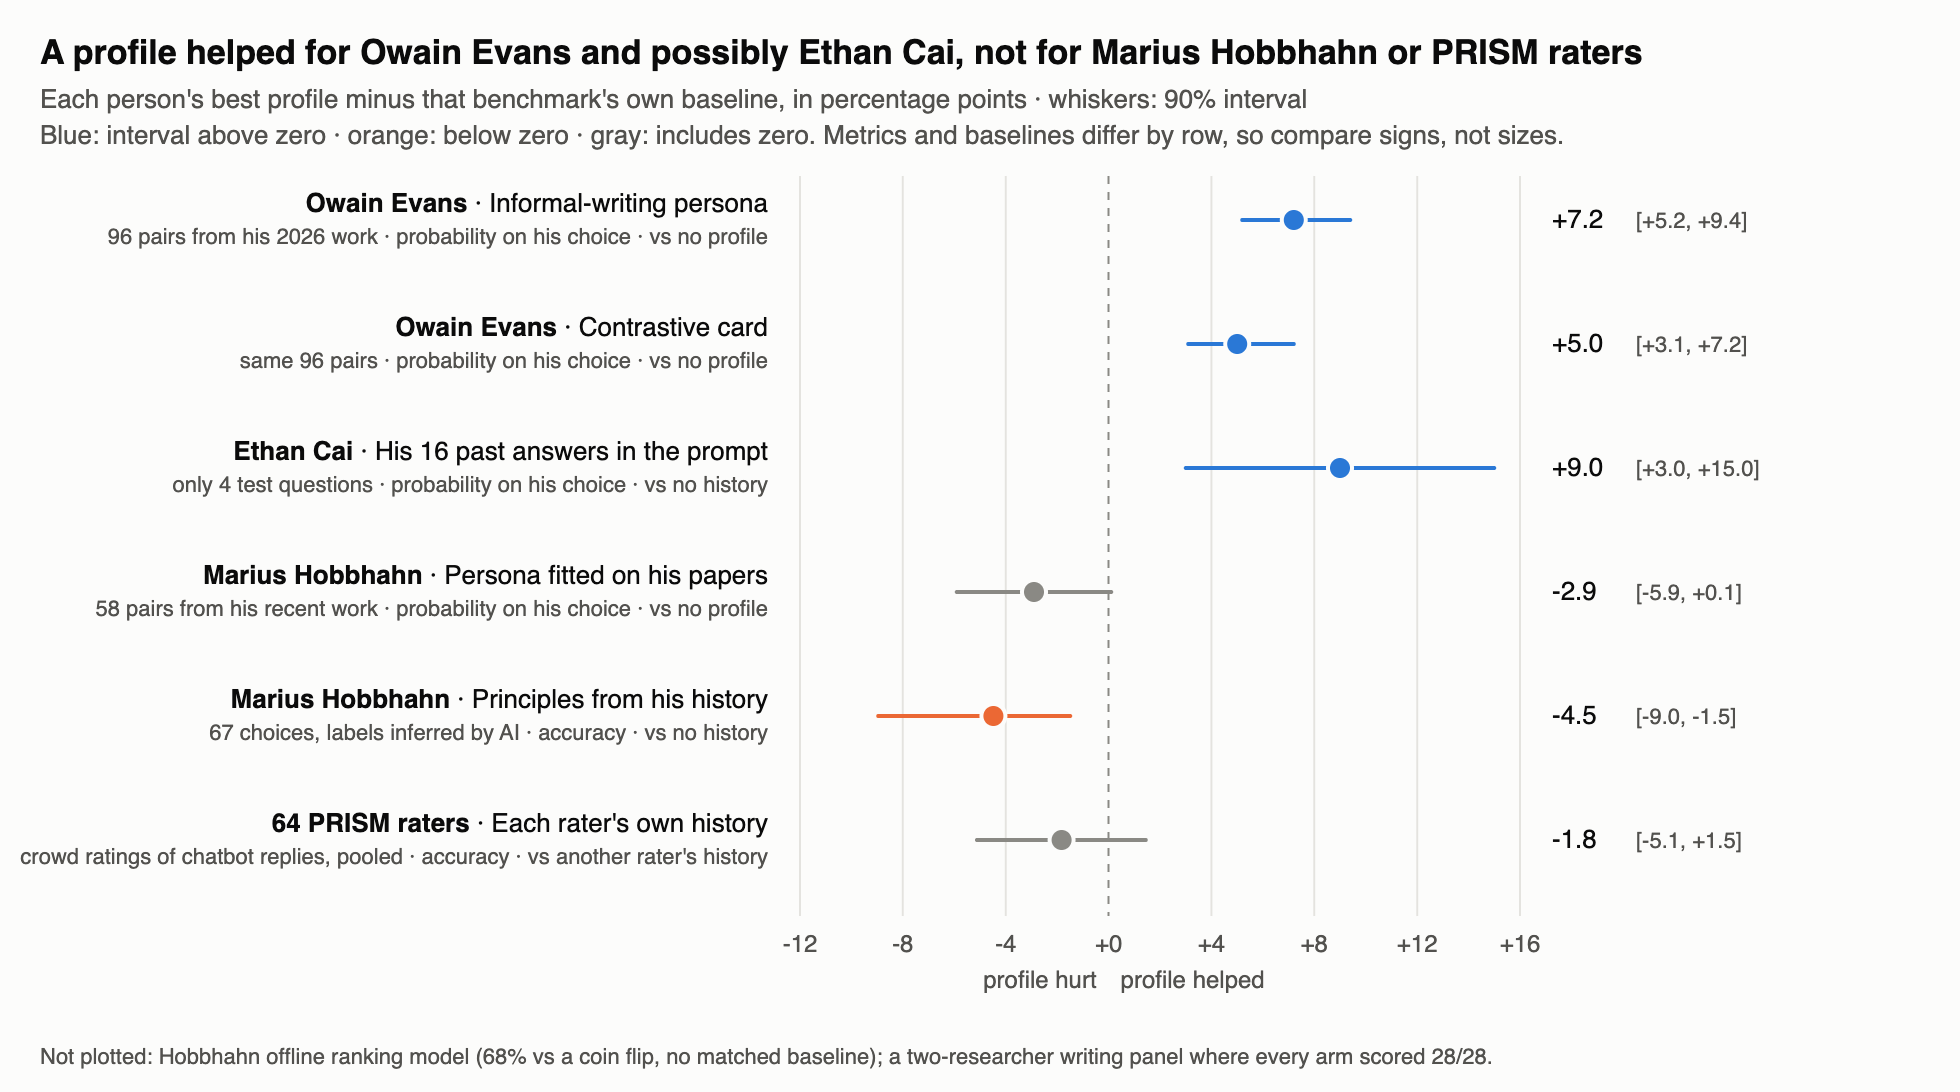 A profile helped for Owain Evans and possibly Ethan Cai, not for Marius Hobbhahn or PRISM raters
Each person's best profile minus that benchmark's own baseline, in percentage points · whiskers: 90% interval
Blue: interval above zero · orange: below zero · gray: includes zero. Metrics and baselines differ by row, so compare signs, not sizes.
Owain Evans · Informal-writing persona
96 pairs from his 2026 work · probability on his choice · vs no profile
+7.2 [+5.2, +9.4]
Owain Evans · Contrastive card
same 96 pairs · probability on his choice · vs no profile
+5.0 [+3.1, +7.2]
Ethan Cai · His 16 past answers in the prompt
only 4 test questions · probability on his choice · vs no history
+9.0 [+3.0, +15.0]
Marius Hobbhahn · Persona fitted on his papers
58 pairs from his recent work · probability on his choice · vs no profile
-2.9 [-5.9, +0.1]
Marius Hobbhahn · Principles from his history
67 choices, labels inferred by AI · accuracy · vs no history
-4.5 [-9.0, -1.5]
64 PRISM raters · Each rater's own history
crowd ratings of chatbot replies, pooled · accuracy · vs another rater's history
-1.8 [-5.1, +1.5]
-12 -8 -4 +0 +4 +8 +12 +16
profile hurt profile helped
Not plotted: Hobbhahn offline ranking model (68% vs a coin flip, no matched baseline); a two-researcher writing panel where every arm scored 28/28.